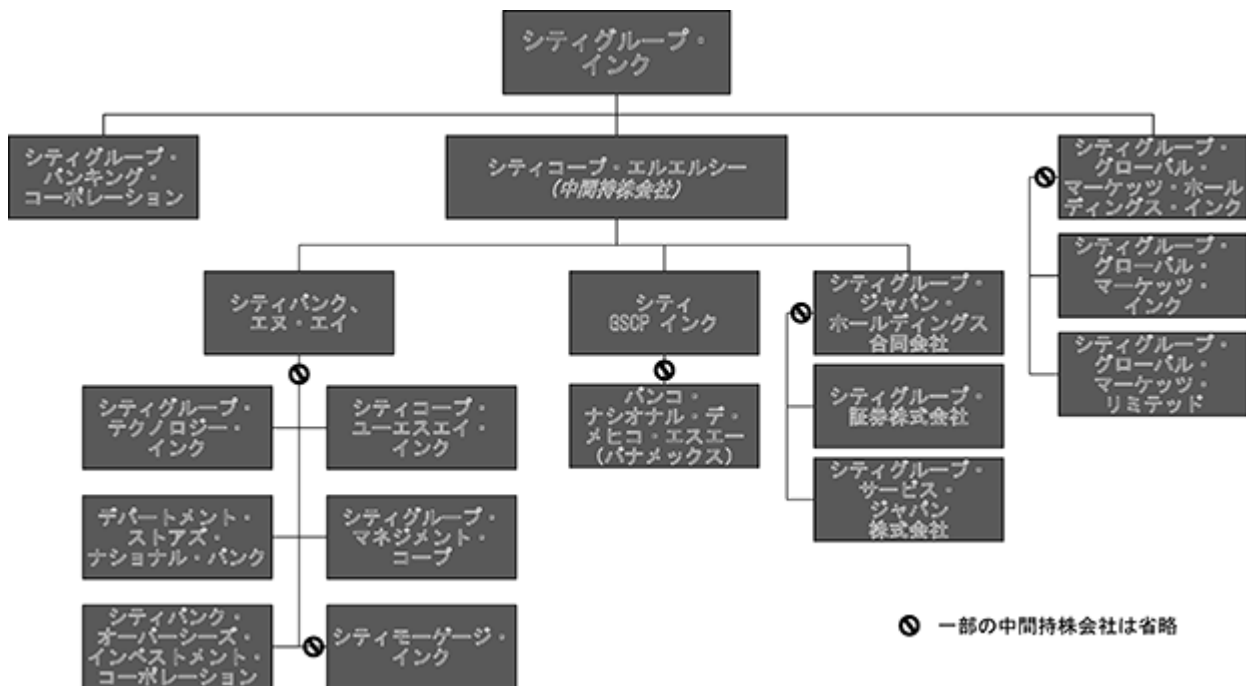 シティグループ・
インク
シティグループ・
バンキング・
コーポレーション
シティコープ・エルエルシー
(中間持株会社)
シティグループ・
グローバル・
マーケッツ・ホール
ディングス・インク
シティグループ・
グローバル・
マーケッツ・
インク
シティグループ・
グローバル・
マーケッツ・
リミテッド
シティバンク、
エヌ・エイ
シティ
GSCP インク
シティグループ・
ジャパン・
ホールディングス
合同会社
シティグループ・
テクノロジー・
インク
シティコープ・
ユーエスエイ・
インク
バンコ・
ナシオナル・デ・
メヒコ・エスエー
(バナメックス)
シティグループ・
証券株式会社
シティグループ・
サービス・
ジャパン
株式会社
デパートメント・
ストアズ・
ナショナル・バンク
シティグループ・
マネジメント・
コープ
シティバンク・
オーバーシーズ・
インベストメント・
コーポレーション
シティモーゲージ・
インク
一部の中間持株会社は省略